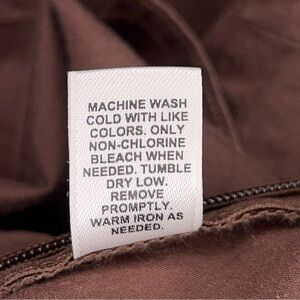 MACHINE WASH
COLD WITH LIKE
COLORS. ONLY
NON-CHLORINE
BLEACH WHEN
NEEDED. TUMBLE
DRY LOW.
REMOVE
PROMPTLY.
WARM IRON AS
NEEDED.